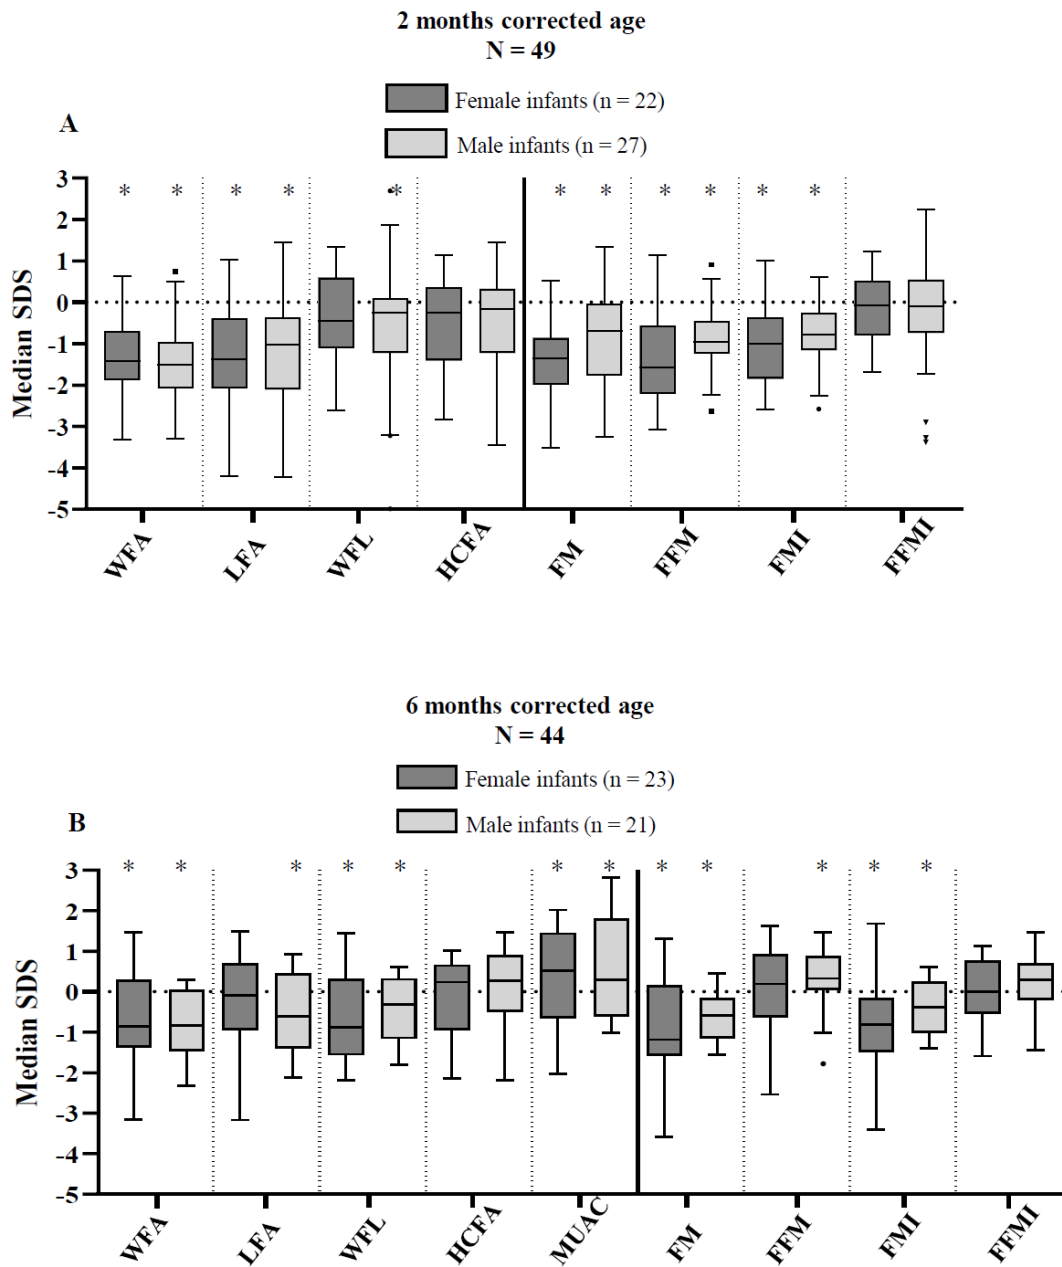 2 months corrected age
N = 49
Female infants (n = 22)
A
Male infants (n = 27)
* * * * * * * * * * *
3
2
1
0
-1
-2
-3
-4
-5
Median SDS
WFA LFA WFL HCFA FM FFM FMI FFMI
6 months corrected age
N = 44
Female infants (n = 23)
B
Male infants (n = 21)
* * * * * * * * * * * *
3
2
1
0
-1
-2
-3
-4
-5
Median SDS
WFA LFA WFL HCFA MUAC FM FFM FMI FFMI